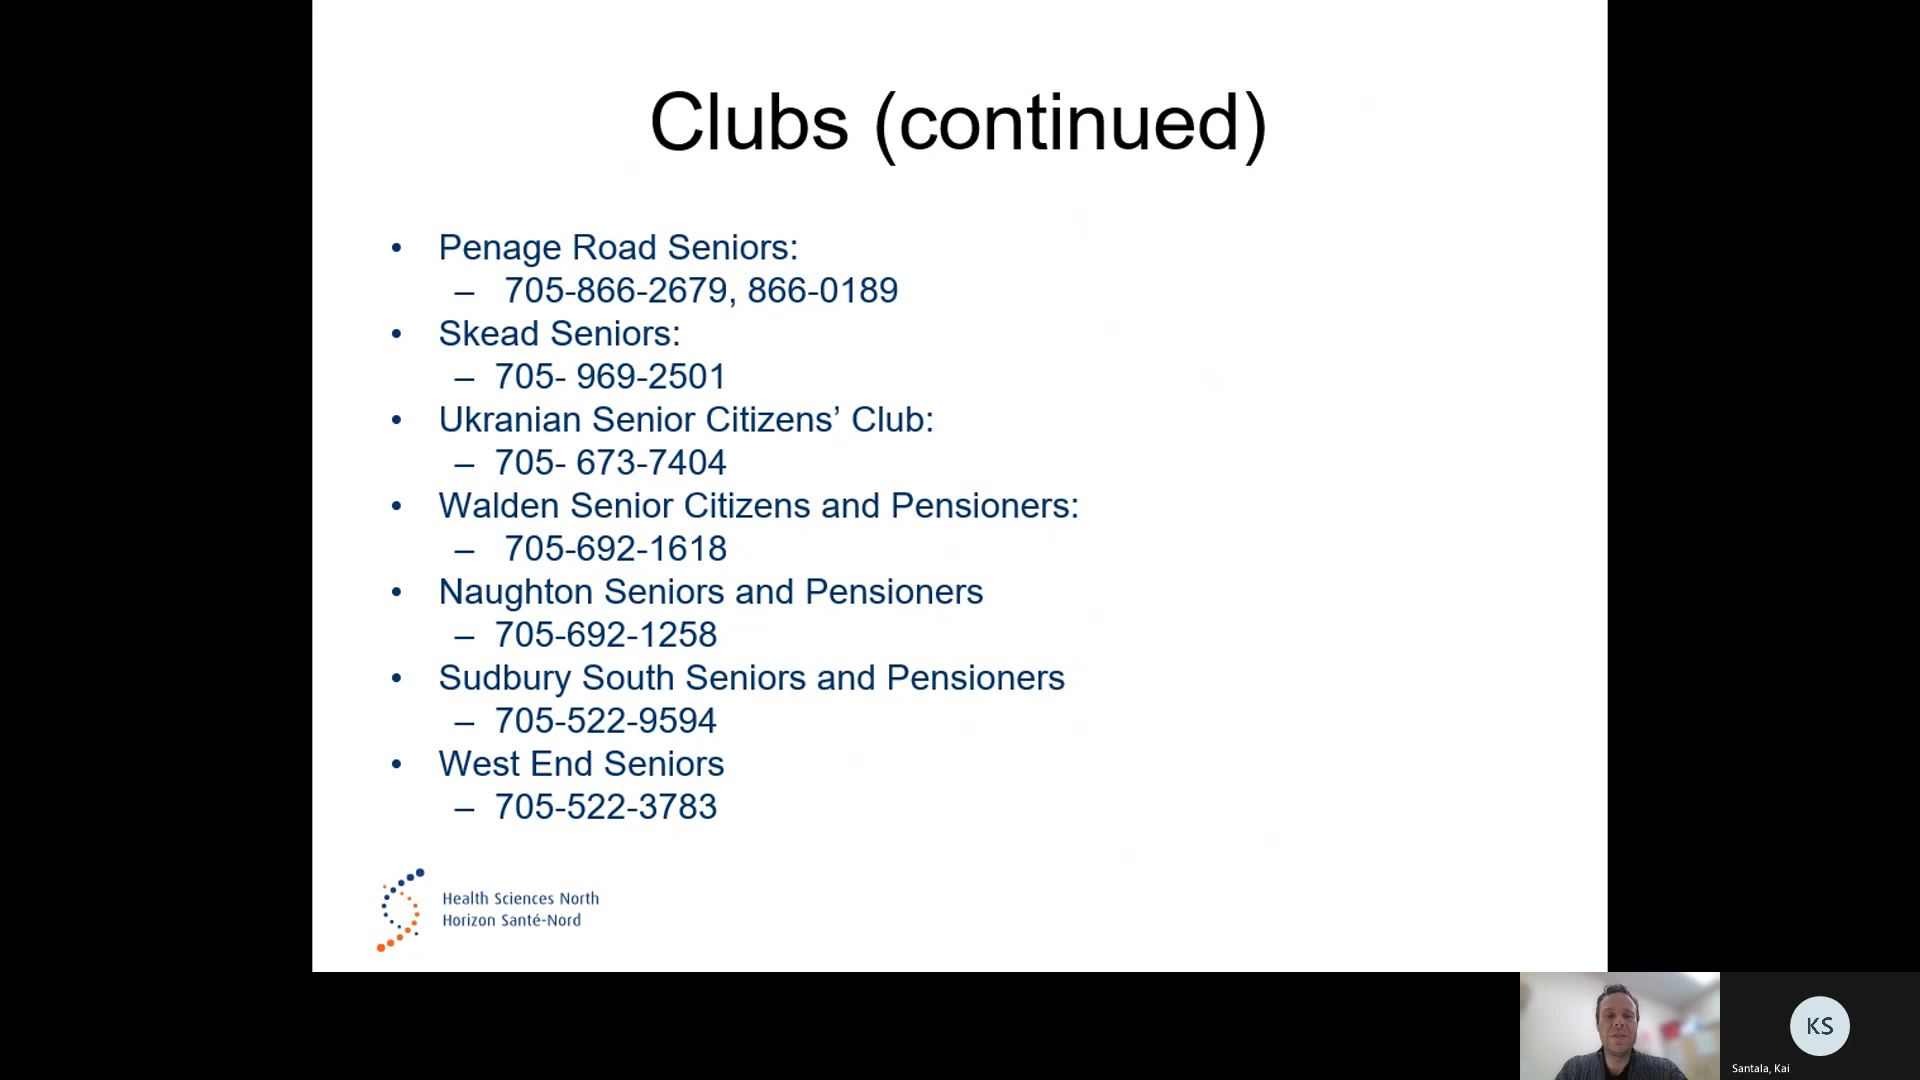 Clubs (continued)
• Penage Road Seniors:
– 705-866-2679, 866-0189
• Skead Seniors:
– 705- 969-2501
• Ukranian Senior Citizens’ Club:
– 705- 673-7404
• Walden Senior Citizens and Pensioners:
– 705-692-1618
• Naughton Seniors and Pensioners
– 705-692-1258
• Sudbury South Seniors and Pensioners
– 705-522-9594
• West End Seniors
– 705-522-3783
Health Sciences North
Horizon Santé-Nord
KS
Santala, Kai